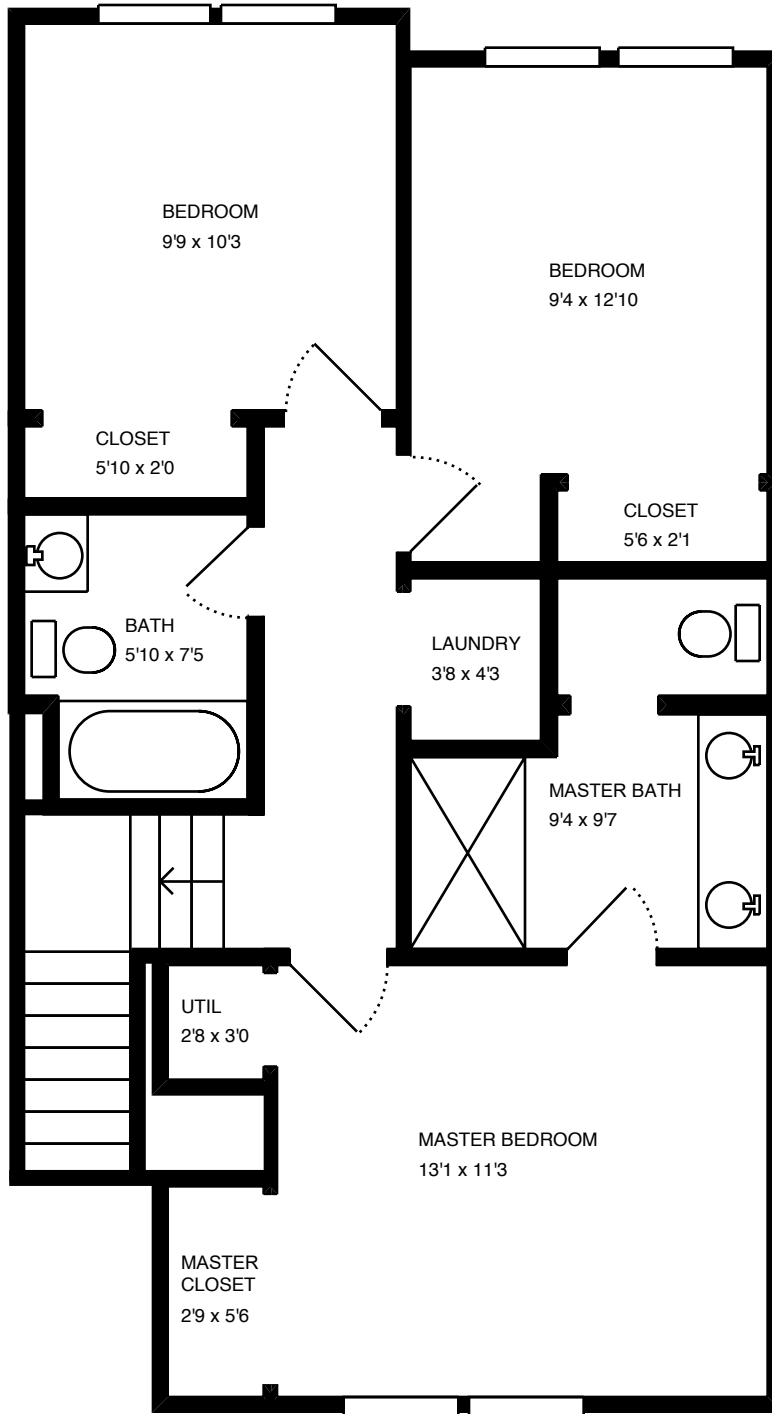 BEDROOM
9'9 x 10'3
BEDROOM
9'4 x 12'10
CLOSET
5'10 x 2'0
CLOSET
5'6 x 2'1
BATH
5'10 x 7'5
LAUNDRY
3'8 x 4'3
MASTER BATH
9'4 x 9'7
UTIL
2'8 x 3'0
MASTER BEDROOM
13'1 x 11'3
MASTER
CLOSET
2'9 x 5'6